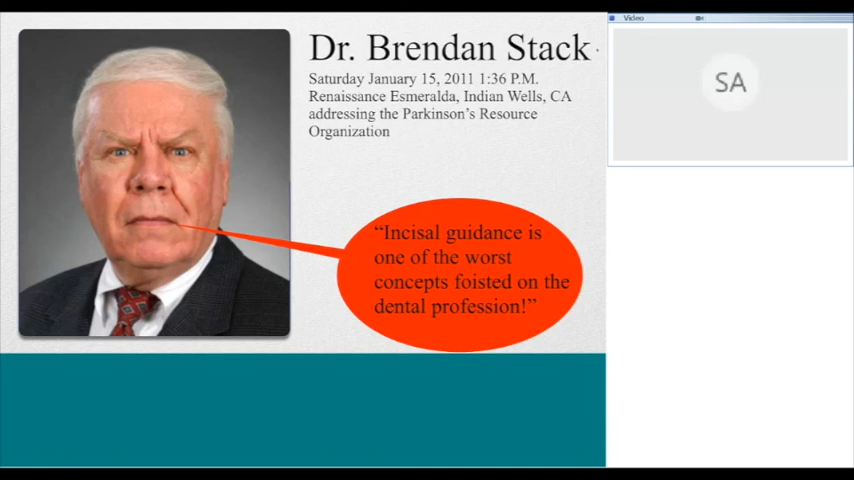 Dr. Brendan Stack
Saturday January 15, 2011 1:36 P.M.
Renaissance Esmeralda, Indian Wells, CA
addressing the Parkinson's Resource
Organization
“Incisal guidance is
one of the worst
concepts foisted on the
dental profession!”
Video
SA